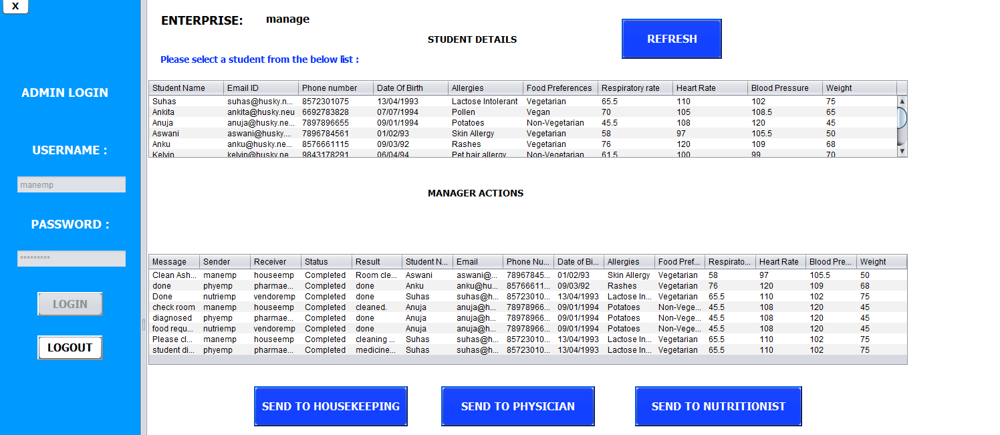 X
ADMIN LOGIN
USERNAME :
manemp
PASSWORD :
*********
LOGIN
LOGOUT
ENTERPRISE: manage
STUDENT DETAILS
REFRESH
Please select a student from the below list :
Student Name Email ID Phone number Date Of Birth Allergies Food Preferences Respiratory rate Heart Rate Blood Pressure Weight
Suhas suhas@husky.n... 8572301075 13/04/1993 Lactose Intolerant Vegetarian 65.5 110 102 75
Ankita ankita@husky.neu 6692783828 07/07/1994 Pollen Vegan 70 105 108.5 65
Anuja anuja@husky.ne... 7897896655 09/01/1994 Potatoes Non-Vegetarian 45.5 108 120 45
Aswani aswani@husky.... 7896784561 01/02/93 Skin Allergy Vegetarian 58 97 105.5 50
Anku anku@husky.ne... 8576661115 09/03/92 Rashes Vegetarian 76 120 109 68
Kelvin kelvin@husky.ne... 9843178291 06/04/94 Pet hair allergy Non-Vegetarian 61.5 100 99 70
MANAGER ACTIONS
Message Sender Receiver Status Result Student N... Email Phone Nu... Date of Bi... Allergies Food Pref... Respirato... Heart Rate Blood Pre... Weight
Clean Ash... manemp houseemp Completed Room cle... Aswani aswani@... 78967845... 01/02/93 Skin Allergy Vegetarian 58 97 105.5 50
done phyemp pharmae... Completed done Anku anku@hu... 85766611... 09/03/92 Rashes Vegetarian 76 120 109 68
Done nutriemp vendoremp Completed done Suhas suhas@h... 85723010... 13/04/1993 Lactose In... Vegetarian 65.5 110 102 75
check room manemp houseemp Completed cleaned. Anuja anuja@h... 78978966... 09/01/1994 Potatoes Non-Vege... 45.5 108 120 45
diagnosed phyemp pharmae... Completed done Anuja anuja@h... 78978966... 09/01/1994 Potatoes Non-Vege... 45.5 108 120 45
food requ... nutriemp vendoremp Completed done Anuja anuja@h... 78978966... 09/01/1994 Potatoes Non-Vege... 45.5 108 120 45
Please cl... manemp houseemp Completed cleaning ... Suhas suhas@h... 85723010... 13/04/1993 Lactose In... Vegetarian 65.5 110 102 75
student di... phyemp pharmae... Completed medicine... Suhas suhas@h... 85723010... 13/04/1993 Lactose In... Vegetarian 65.5 110 102 75
SEND TO HOUSEKEEPING SEND TO PHYSICIAN SEND TO NUTRITIONIST